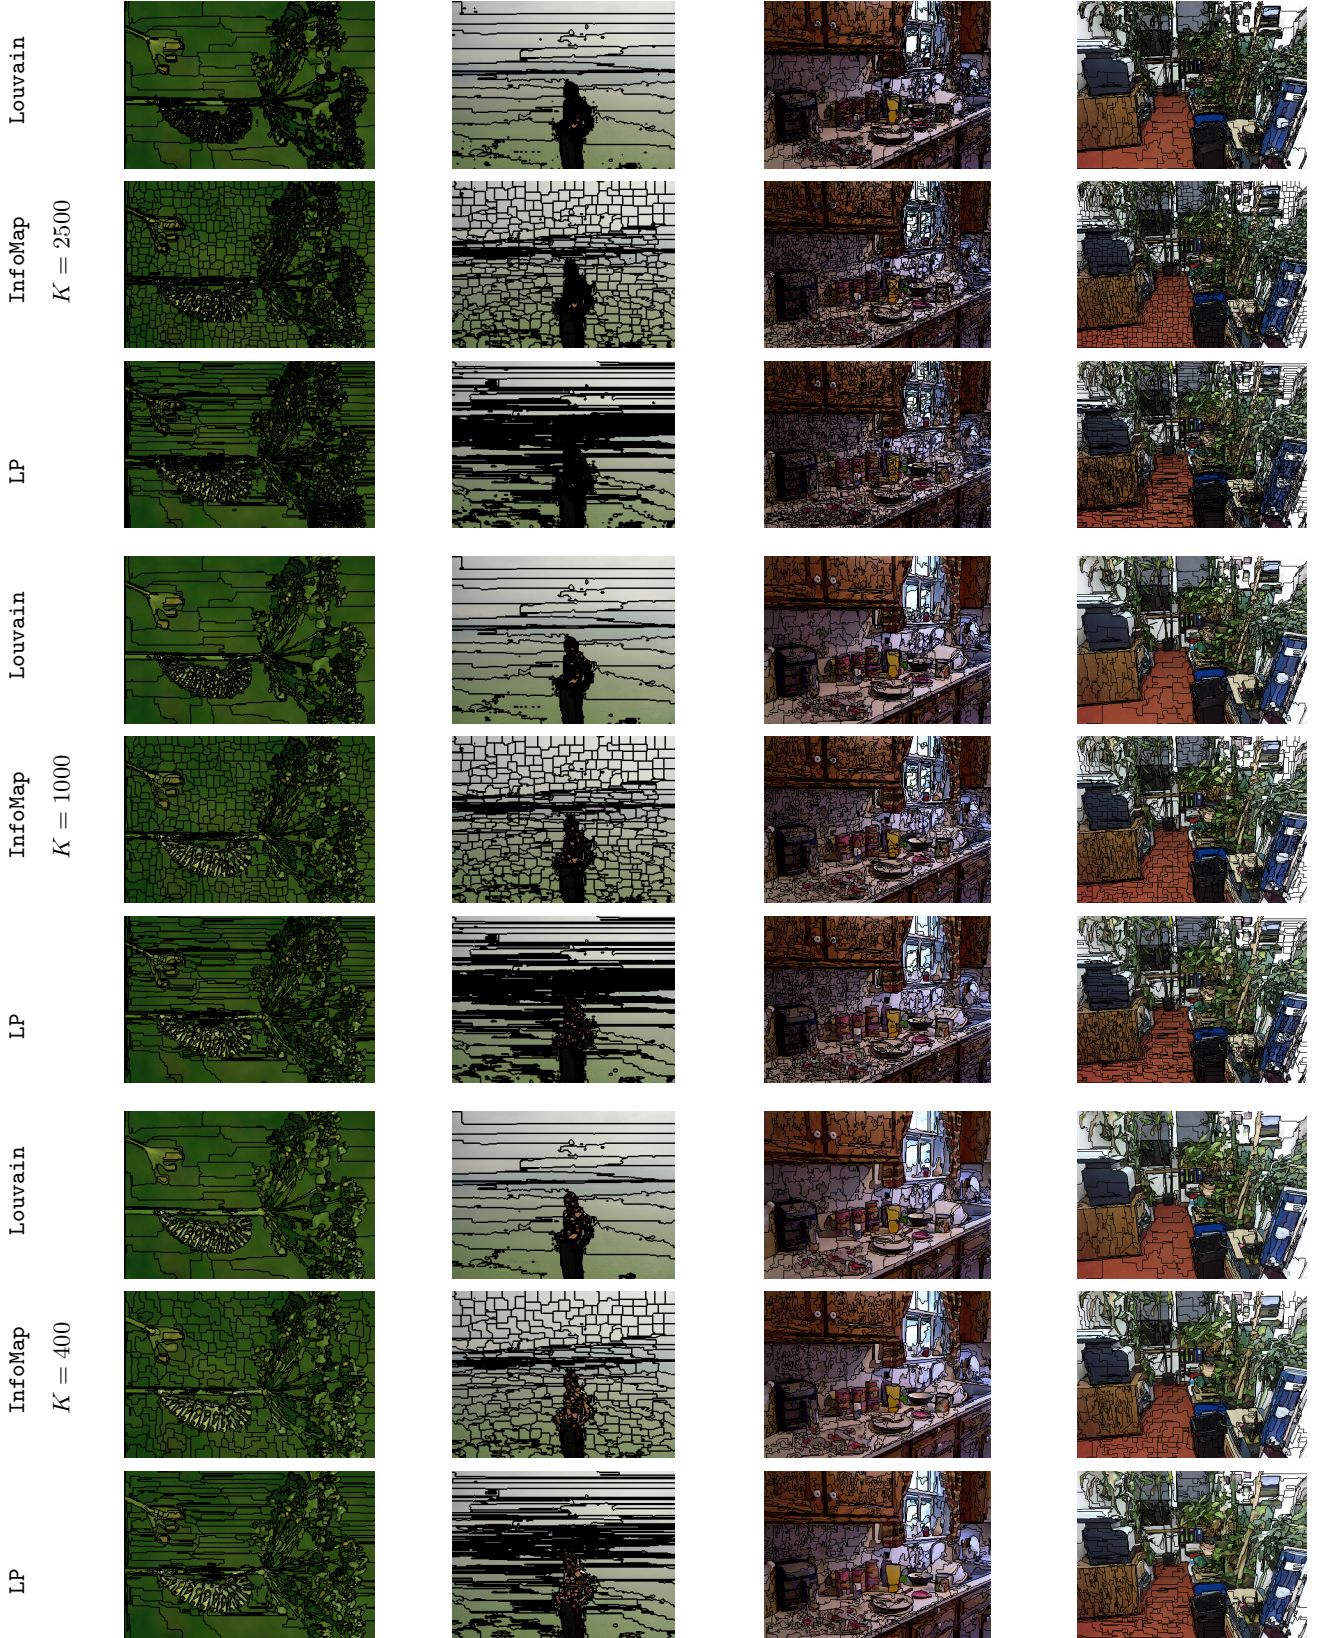 Louvain
InfoMap
K = 2500
LP
Louvain
InfoMap
K = 1000
LP
Louvain
InfoMap
K = 400
LP